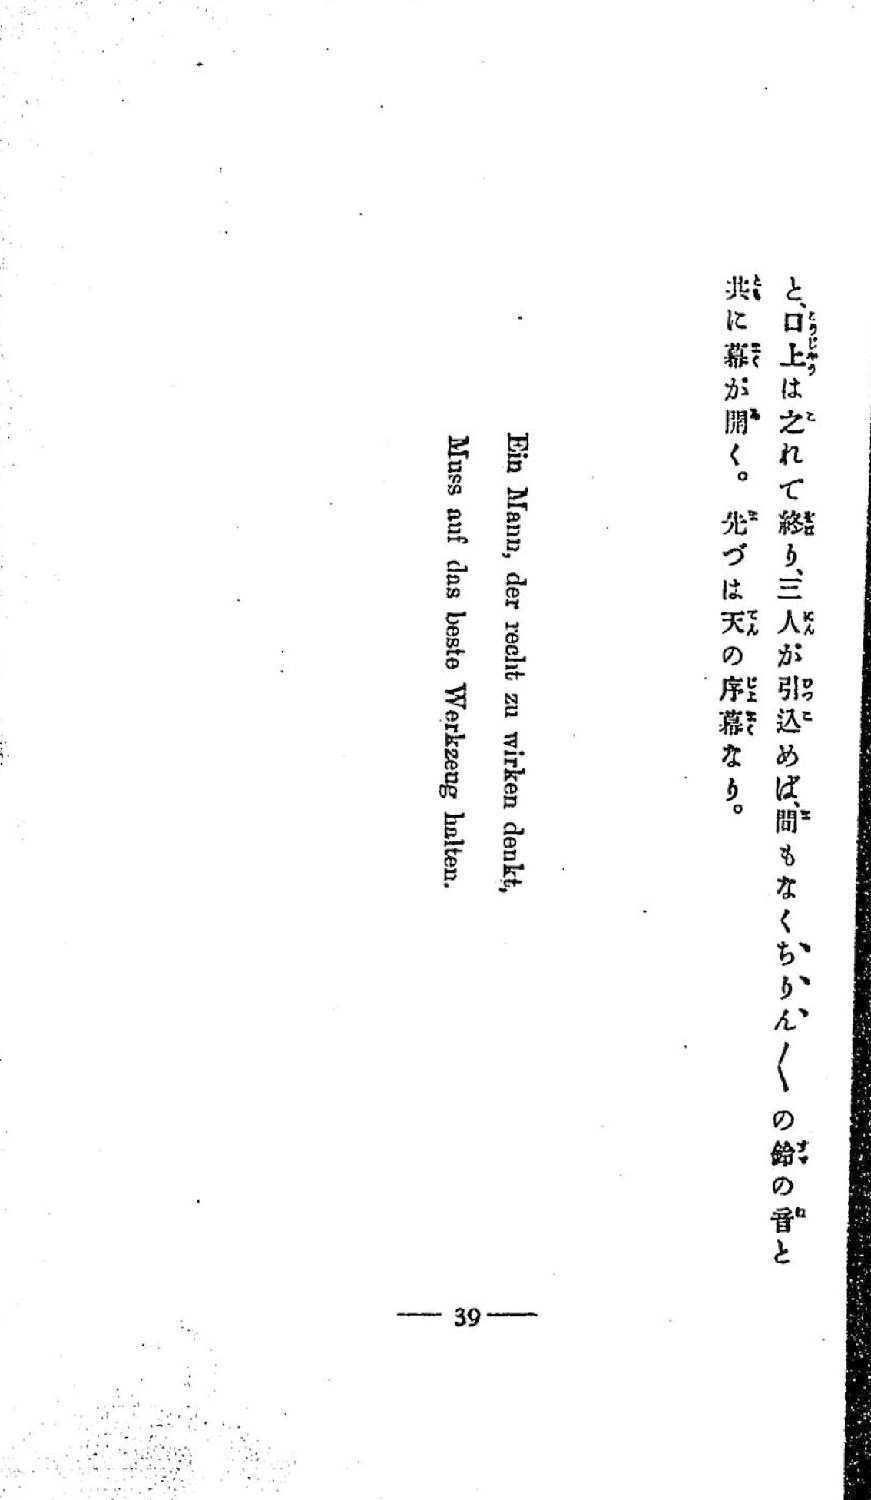 と、口上は之れて終り、三人が引込めば、間もなくちりん〱の鈴の音と
共に幕が開く。先づは天の序幕なり。
Ein Mann, der recht zu wirken denkt,
Muss auf das beste Werkzeug halten.
— 39 —